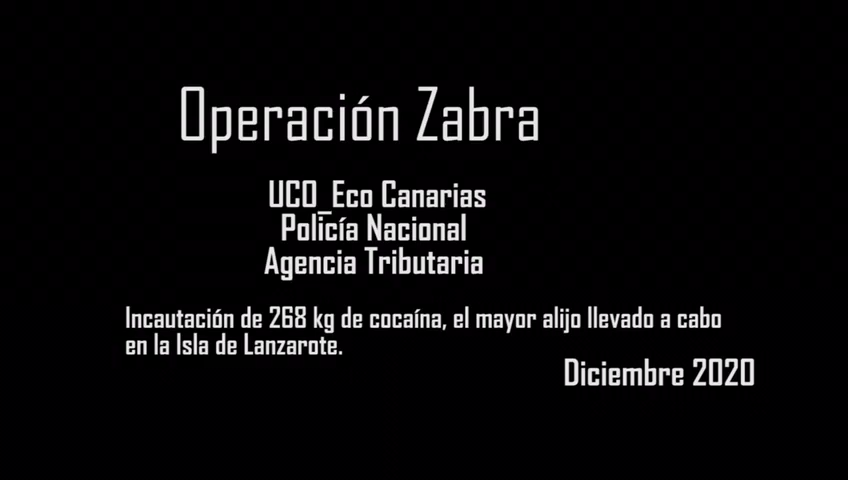 Operación Zabra
UCO_Eco Canarias
Policía Nacional
Agencia Tributaria
Incautación de 268 kg de cocaína, el mayor alijo llevado a cabo
en la Isla de Lanzarote.
Diciembre 2020